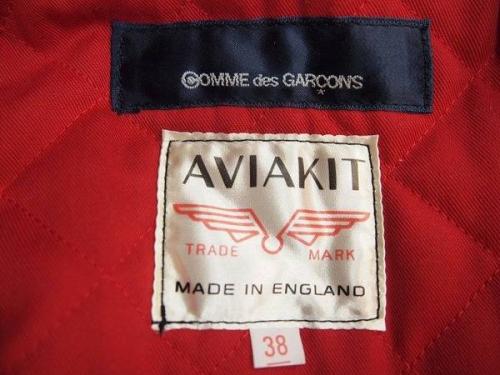 COMME des GARÇONS
*
AVIAKIT
TRADE MARK
MADE IN ENGLAND
38